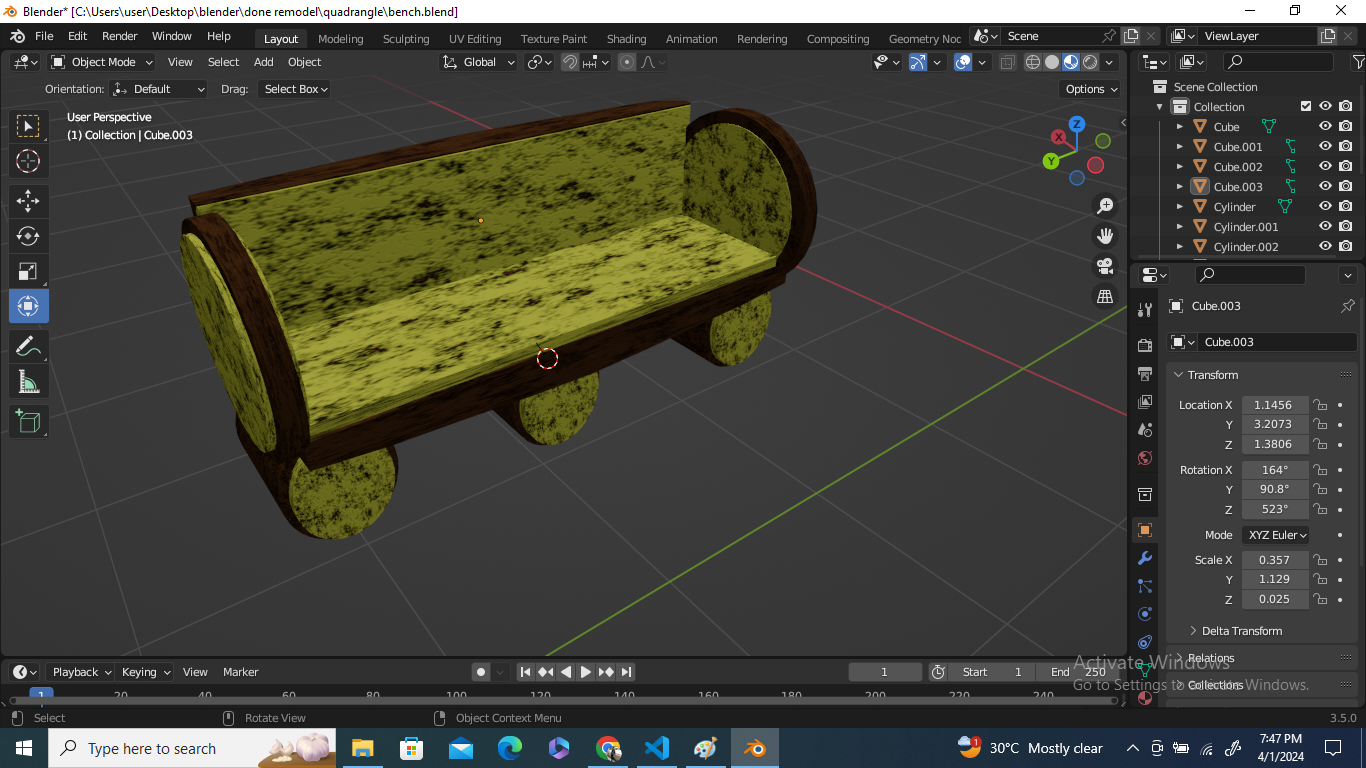 Blender* [C:\Users\user\Desktop\blender\done remodel\quadrangle\bench.blend]
File Edit Render Window Help Layout Modeling Sculpting UV Editing Texture Paint Shading Animation Rendering Compositing Geometry Noc Scene ViewLayer
Object Mode View Select Add Object Global
Orientation: Default Drag: Select Box Options
User Perspective
(1) Collection | Cube.003
X
Y
Z
Scene Collection
Collection
Cube
Cube.001
Cube.002
Cube.003
Cylinder
Cylinder.001
Cylinder.002
Cube.003
Cube.003
Transform
Location X 1.1456
Y 3.2073
Z 1.3806
Rotation X 164°
Y 90.8°
Z 523°
Mode XYZ Euler
Scale X 0.357
Y 1.129
Z 0.025
Delta Transform
Relations
Collections
Activate Windows
Go to Settings to activate Windows.
Playback Keying View Marker 1 Start 1 End 250
1 20 40 60 80 100 120 140 160 180 200 220 240
Select Rotate View Object Context Menu 3.5.0
Type here to search
1
30°C Mostly clear
7:47 PM
4/1/2024